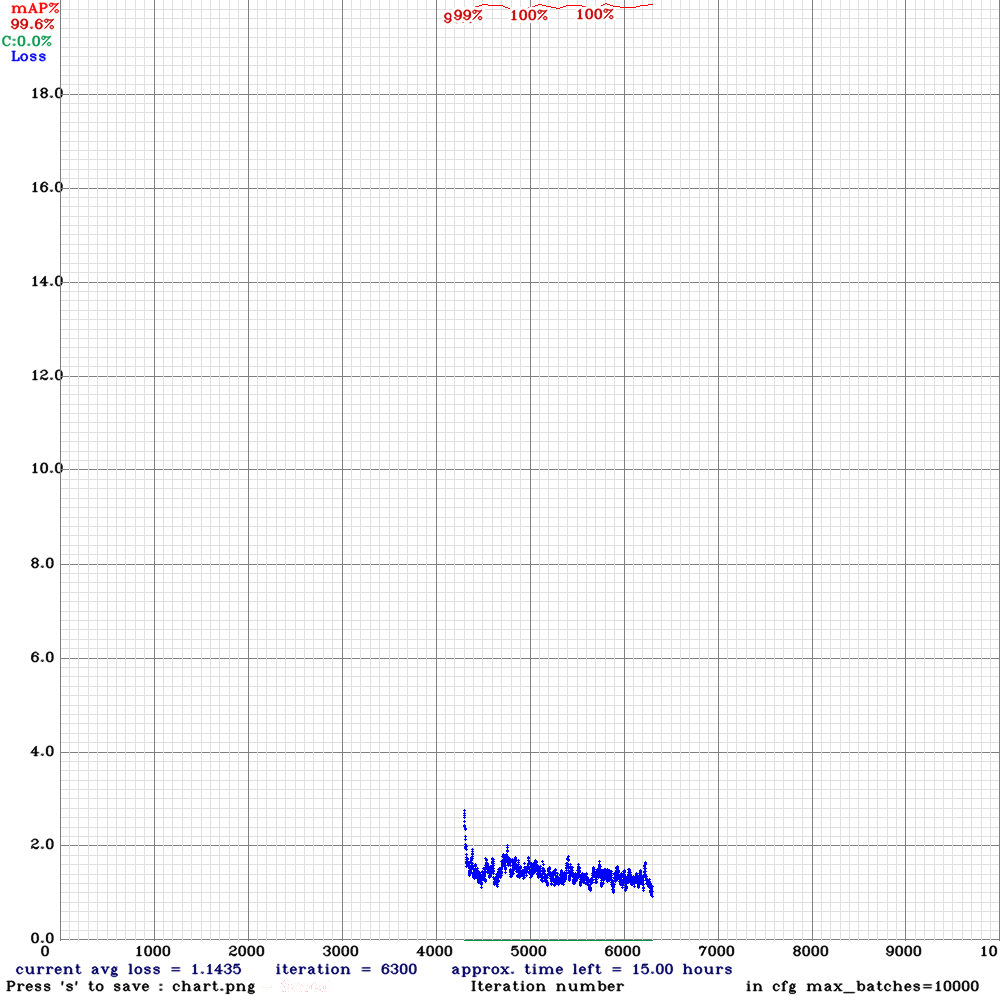 mAP%
99.6%
C:0.0%
Loss
999% 100% 100%
18.0
16.0
14.0
12.0
10.0
8.0
6.0
4.0
2.0
0.0
0 1000 2000 3000 4000 5000 6000 7000 8000 9000 10
current avg loss = 1.1435 iteration = 6300 approx. time left = 15.00 hours
Press 's' to save : chart.png Iteration number in cfg max_batches=10000